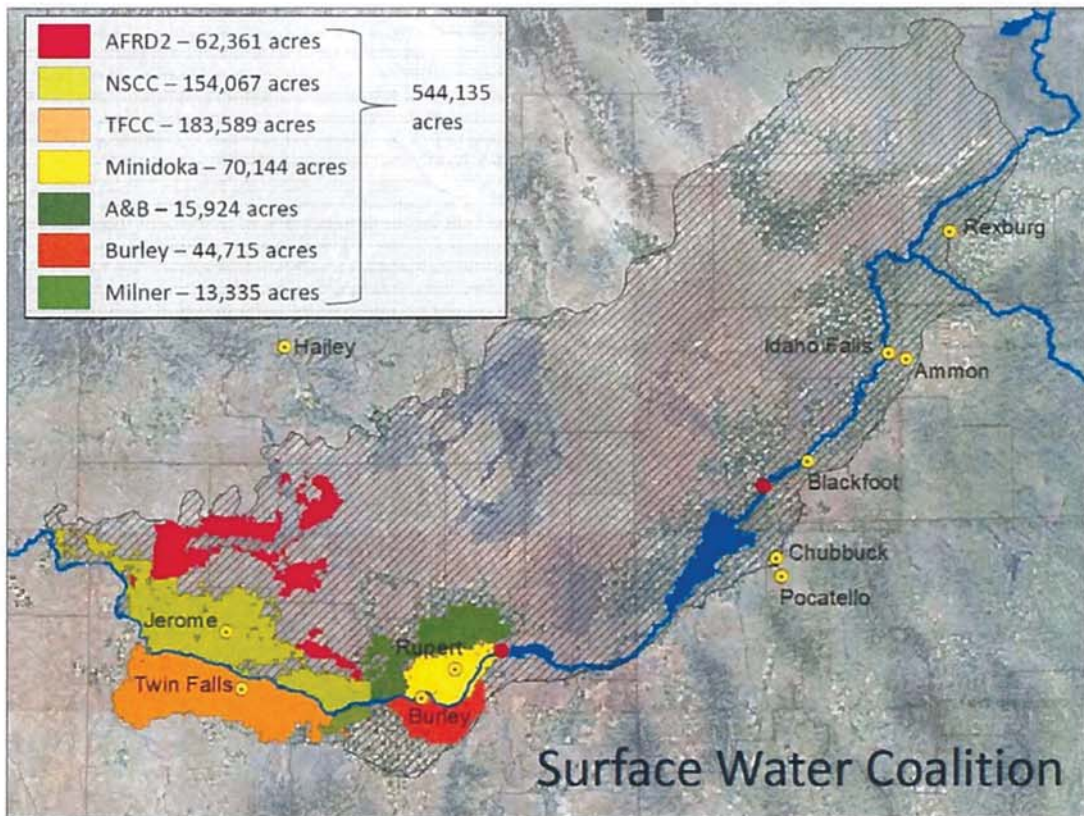 AFRD2 – 62,361 acres
NSCC – 154,067 acres
TFCC – 183,589 acres
Minidoka – 70,144 acres
A&B – 15,924 acres
Burley – 44,715 acres
Milner – 13,335 acres
544,135
acres
Rexburg
Hailey
Idaho Falls
Ammon
Blackfoot
Chubbuck
Pocatello
Jerome
Rupert
Twin Falls
Burley
Surface Water Coalition